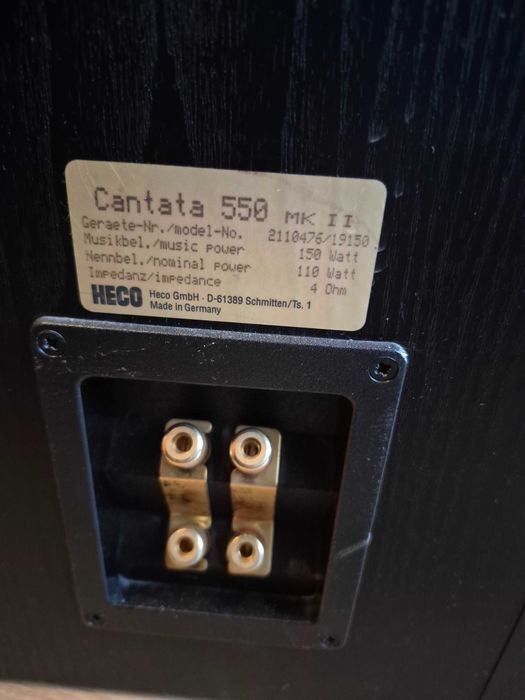 Cantata 550 MK II
Geraete-Nr./model-No. 2110476/19150
Musikbel./music power 150 Watt
Nennbel./nominal power 110 Watt
Impedanz/impedance 4 Ohm
HECO Heco GmbH · D-61389 Schmitten/Ts. 1
Made in Germany